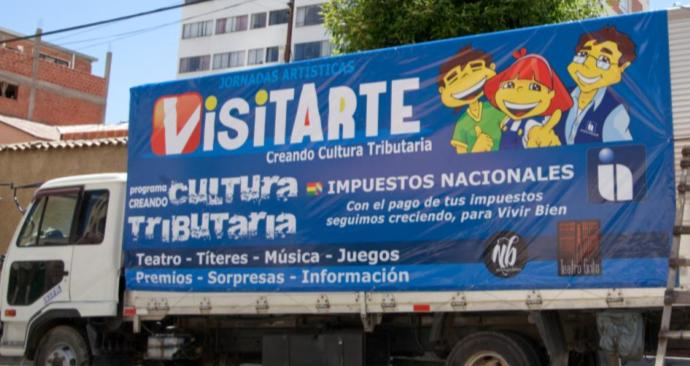 JORNADAS ARTÍSTICAS
VISITARTE
Creando Cultura Tributaria
programa
CREANDO CULTURA
TRIBUTARIA
IMPUESTOS NACIONALES
Con el pago de tus impuestos
seguimos creciendo, para Vivir Bien
Teatro - Títeres - Música - Juegos
Premios - Sorpresas - Información
Nb